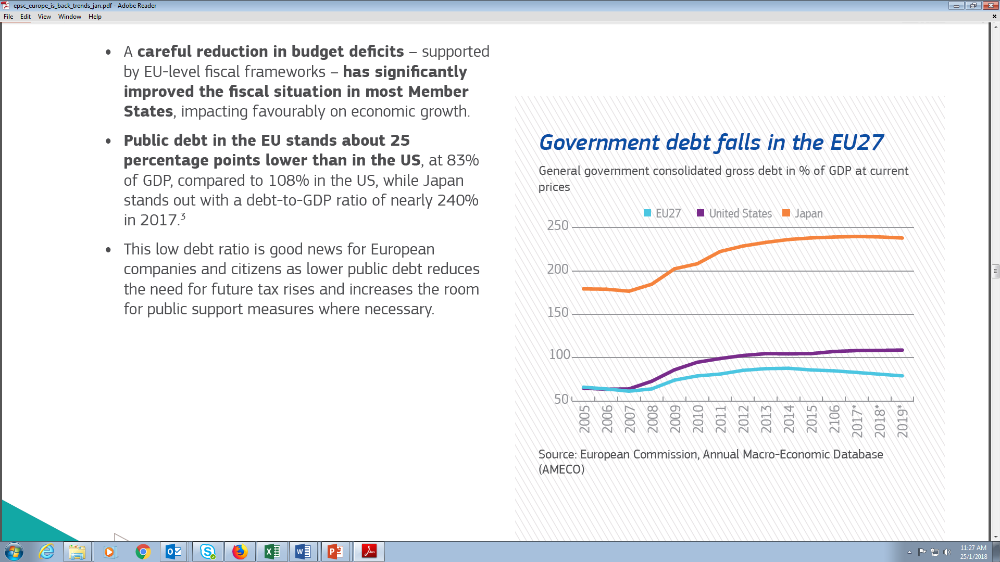 epsc_europe_is_back_trends_jan.pdf - Adobe Reader
File Edit View Window Help
• A careful reduction in budget deficits – supported
by EU-level fiscal frameworks – has significantly
improved the fiscal situation in most Member
States, impacting favourably on economic growth.
• Public debt in the EU stands about 25
percentage points lower than in the US, at 83%
of GDP, compared to 108% in the US, while Japan
stands out with a debt-to-GDP ratio of nearly 240%
in 2017.³
• This low debt ratio is good news for European
companies and citizens as lower public debt reduces
the need for future tax rises and increases the room
for public support measures where necessary.
Government debt falls in the EU27
General government consolidated gross debt in % of GDP at current
prices
EU27 United States Japan
250
200
150
100
50
2005 2006 2007 2008 2009 2010 2011 2012 2013 2014 2015 2106 2017* 2018* 2019*
Source: European Commission, Annual Macro-Economic Database
(AMECO)
11:27 AM
25/1/2018